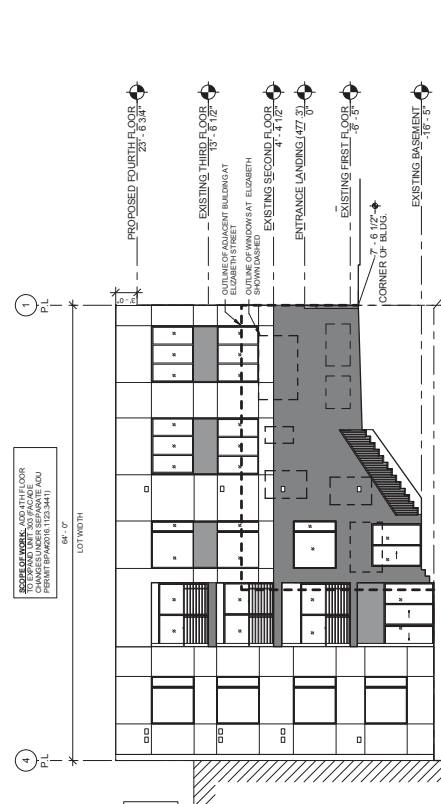 SCOPE OF WORK: ADD 4TH FLOOR
TO EXPAND UNIT 303 (FACADE
CHANGES UNDER SEPARATE ADU
PERMIT BPA#2016.1123.3441)
4
P.L
64' - 0"
LOT WIDTH
1
P.L
PROPOSED FOURTH FLOOR
23' - 6 3/4"
EXISTING THIRD FLOOR
13' - 6 1/2"
OUTLINE OF ADJACENT BUILDING AT
ELIZABETH STREET
OUTLINE OF WINDOWS AT ELIZABETH
SHOWN DASHED
EXISTING SECOND FLOOR
4' - 4 1/2"
ENTRANCE LANDING (477.3')
0"
EXISTING FIRST FLOOR
-6' - 5"
-7' - 6 1/2"
CORNER OF BLDG.
EXISTING BASEMENT
-16' - 5"